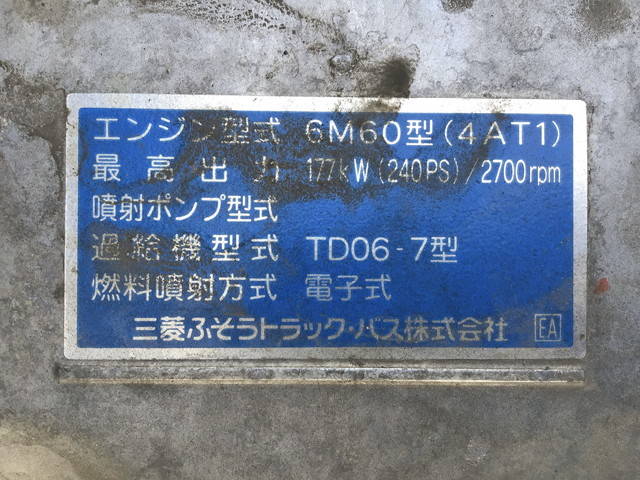 エンジン型式 6M60型(4AT1)
最高出力 177kW(240PS)/2700rpm
噴射ポンプ型式
過給機型式 TD06-7型
燃料噴射方式 電子式
三菱ふそうトラック・バス株式会社 EA